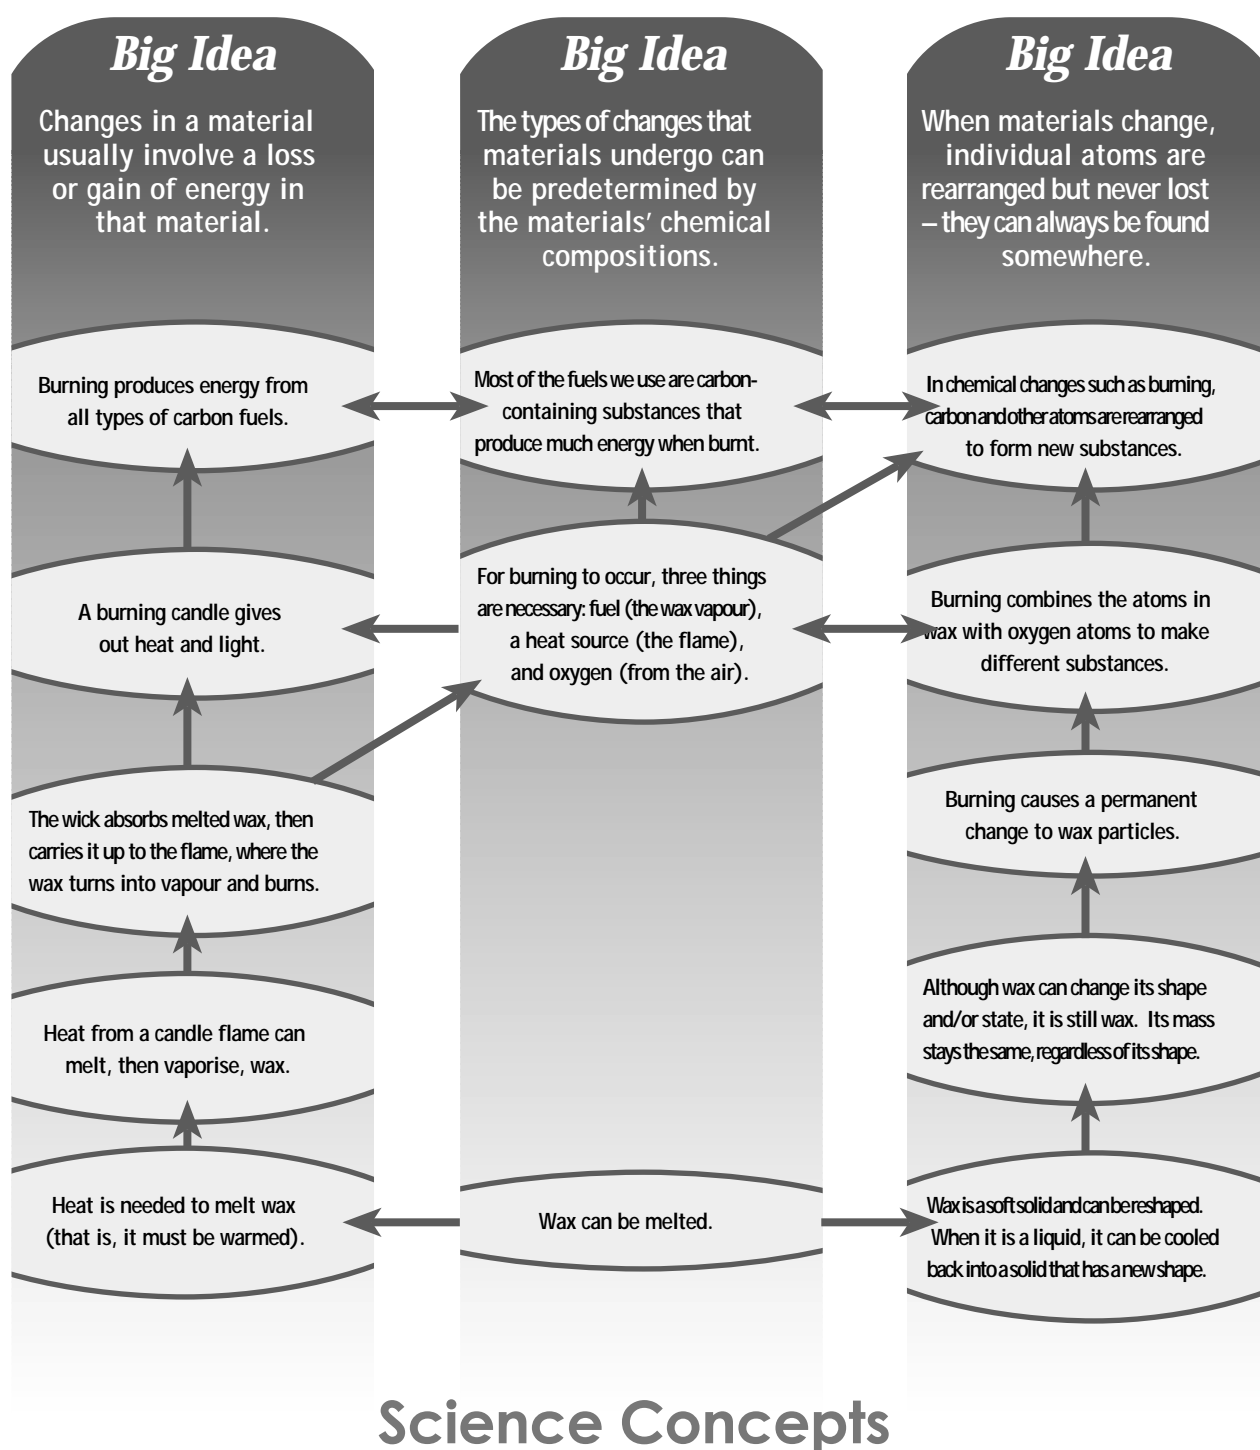 Big Idea
Changes in a material
usually involve a loss
or gain of energy in
that material.
Burning produces energy from
all types of carbon fuels.
A burning candle gives
out heat and light.
The wick absorbs melted wax, then
carries it up to the flame, where the
wax turns into vapour and burns.
Heat from a candle flame can
melt, then vaporise, wax.
Heat is needed to melt wax
(that is, it must be warmed).
Big Idea
The types of changes that
materials undergo can
be predetermined by
the materials' chemical
compositions.
Most of the fuels we use are carbon-
containing substances that
produce much energy when burnt.
For burning to occur, three things
are necessary: fuel (the wax vapour),
a heat source (the flame),
and oxygen (from the air).
Wax can be melted.
Big Idea
When materials change,
individual atoms are
rearranged but never lost
– they can always be found
somewhere.
In chemical changes such as burning,
carbon and other atoms are rearranged
to form new substances.
Burning combines the atoms in
wax with oxygen atoms to make
different substances.
Burning causes a permanent
change to wax particles.
Although wax can change its shape
and/or state, it is still wax. Its mass
stays the same, regardless of its shape.
Wax is a soft solid and can be reshaped.
When it is a liquid, it can be cooled
back into a solid that has a new shape.
Science Concepts